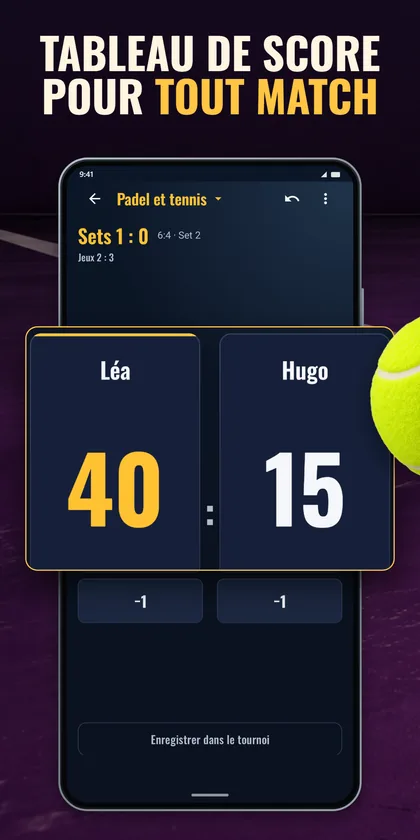 TABLEAU DE SCORE
POUR TOUT MATCH
9:41
Padel et tennis
Sets 1 : 0 6:4 · Set 2
Jeux 2 : 3
Léa
Hugo
40 : 15
-1
-1
Enregistrer dans le tournoi